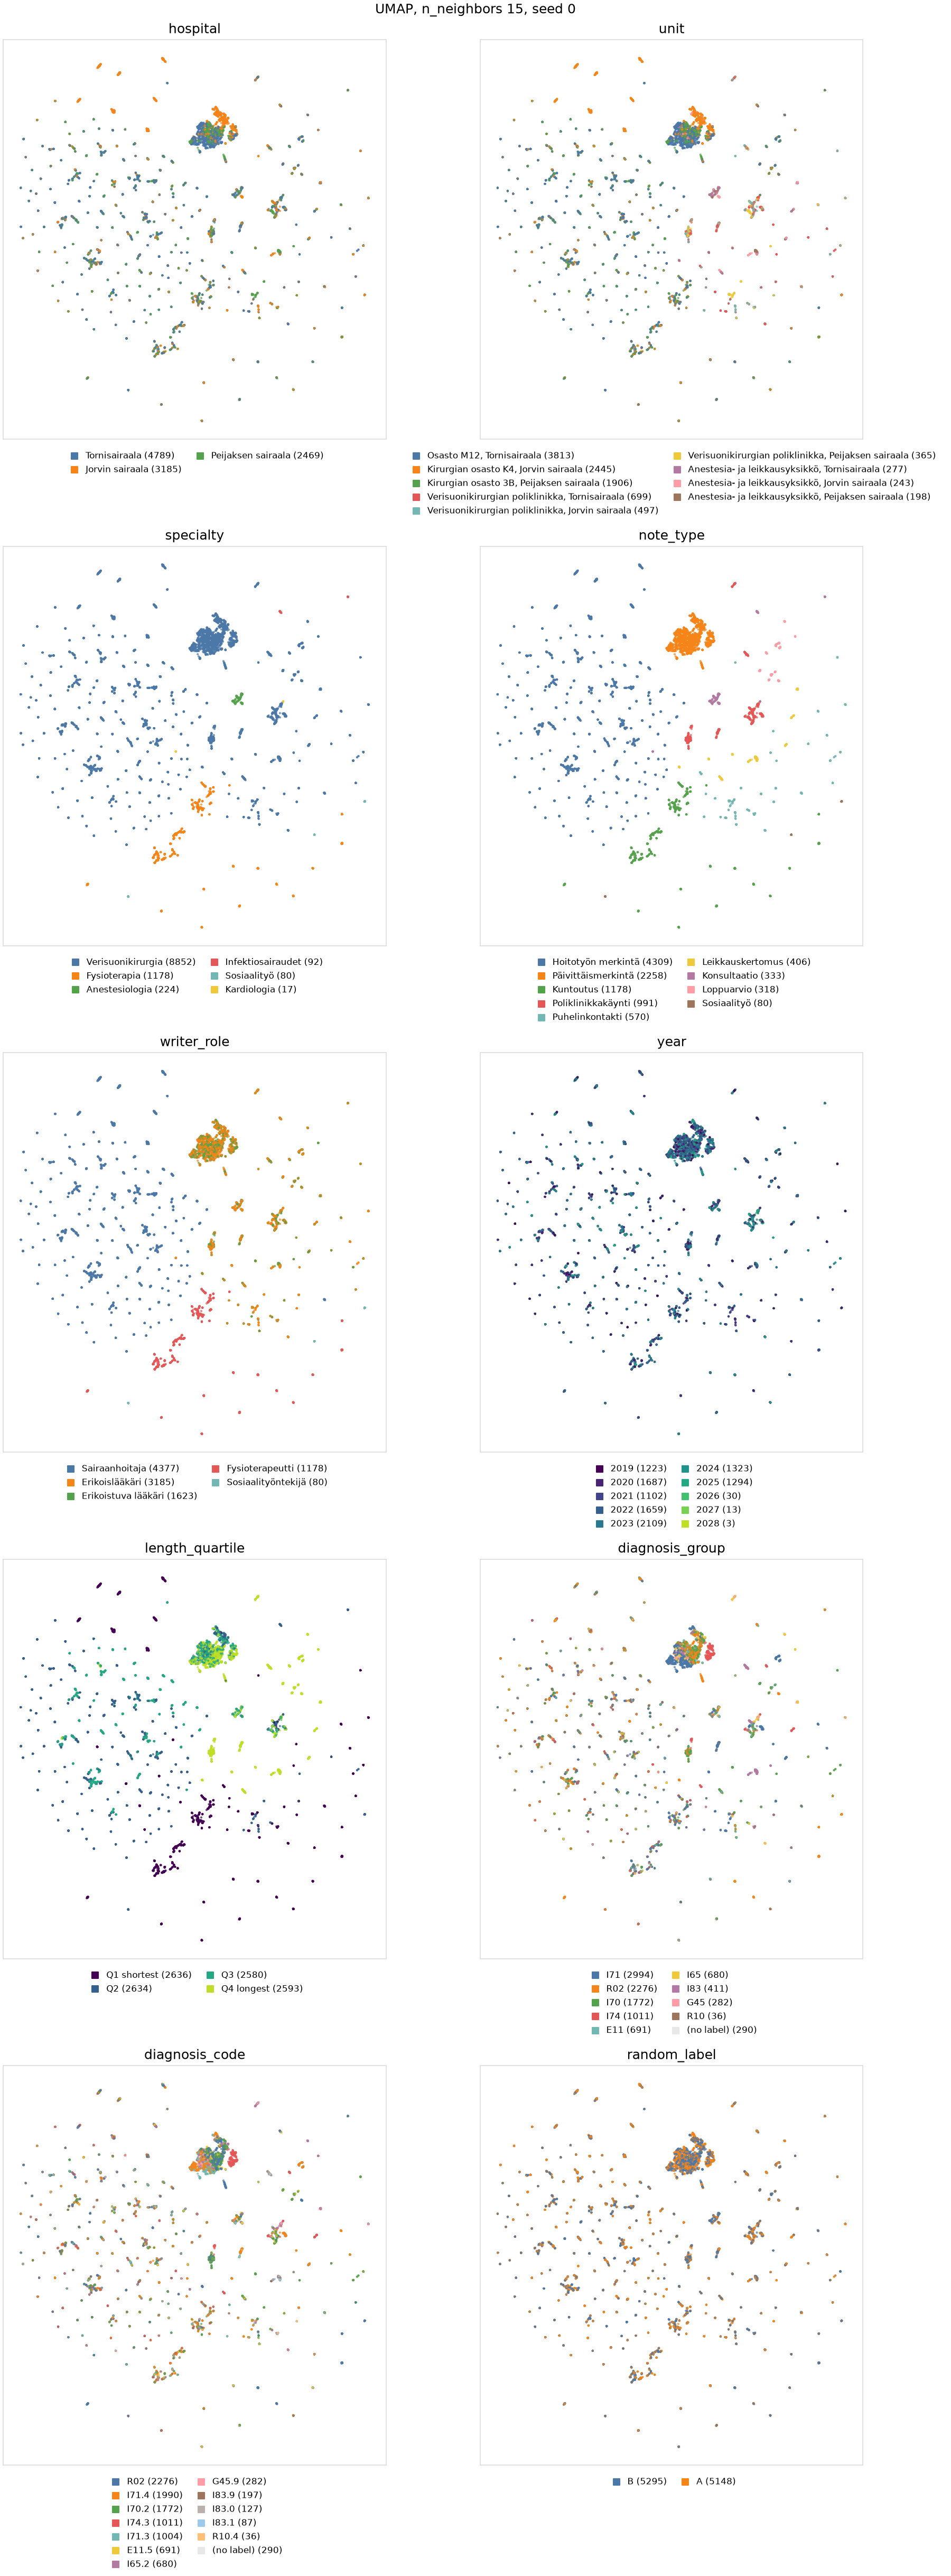 UMAP, n_neighbors 15, seed 0
hospital
unit
Tornisairaala (4789)
Jorvin sairaala (3185)
Peijaksen sairaala (2469)
Osasto M12, Tornisairaala (3813)
Kirurgian osasto K4, Jorvin sairaala (2445)
Kirurgian osasto 3B, Peijaksen sairaala (1906)
Verisuonikirurgian poliklinikka, Tornisairaala (699)
Verisuonikirurgian poliklinikka, Jorvin sairaala (497)
Verisuonikirurgian poliklinikka, Peijaksen sairaala (365)
Anestesia- ja leikkausyksikkö, Tornisairaala (277)
Anestesia- ja leikkausyksikkö, Jorvin sairaala (243)
Anestesia- ja leikkausyksikkö, Peijaksen sairaala (198)
specialty
note_type
Verisuonikirurgia (8852)
Fysioterapia (1178)
Anestesiologia (224)
Infektiosairaudet (92)
Sosiaalityö (80)
Kardiologia (17)
Hoitotyön merkintä (4309)
Päivittäismerkintä (2258)
Kuntoutus (1178)
Poliklinikkakäynti (991)
Puhelinkontakti (570)
Leikkauskertomus (406)
Konsultaatio (333)
Loppuarvio (318)
Sosiaalityö (80)
writer_role
year
Sairaanhoitaja (4377)
Erikoislääkäri (3185)
Erikoistuva lääkäri (1623)
Fysioterapeutti (1178)
Sosiaalityöntekijä (80)
2019 (1223)
2020 (1687)
2021 (1102)
2022 (1659)
2023 (2109)
2024 (1323)
2025 (1294)
2026 (30)
2027 (13)
2028 (3)
length_quartile
diagnosis_group
Q1 shortest (2636)
Q2 (2634)
Q3 (2580)
Q4 longest (2593)
I71 (2994)
R02 (2276)
I70 (1772)
I74 (1011)
E11 (691)
I65 (680)
I83 (411)
G45 (282)
R10 (36)
(no label) (290)
diagnosis_code
random_label
R02 (2276)
I71.4 (1990)
I70.2 (1772)
I74.3 (1011)
I71.3 (1004)
E11.5 (691)
I65.2 (680)
G45.9 (282)
I83.9 (197)
I83.0 (127)
I83.1 (87)
R10.4 (36)
(no label) (290)
B (5295)
A (5148)